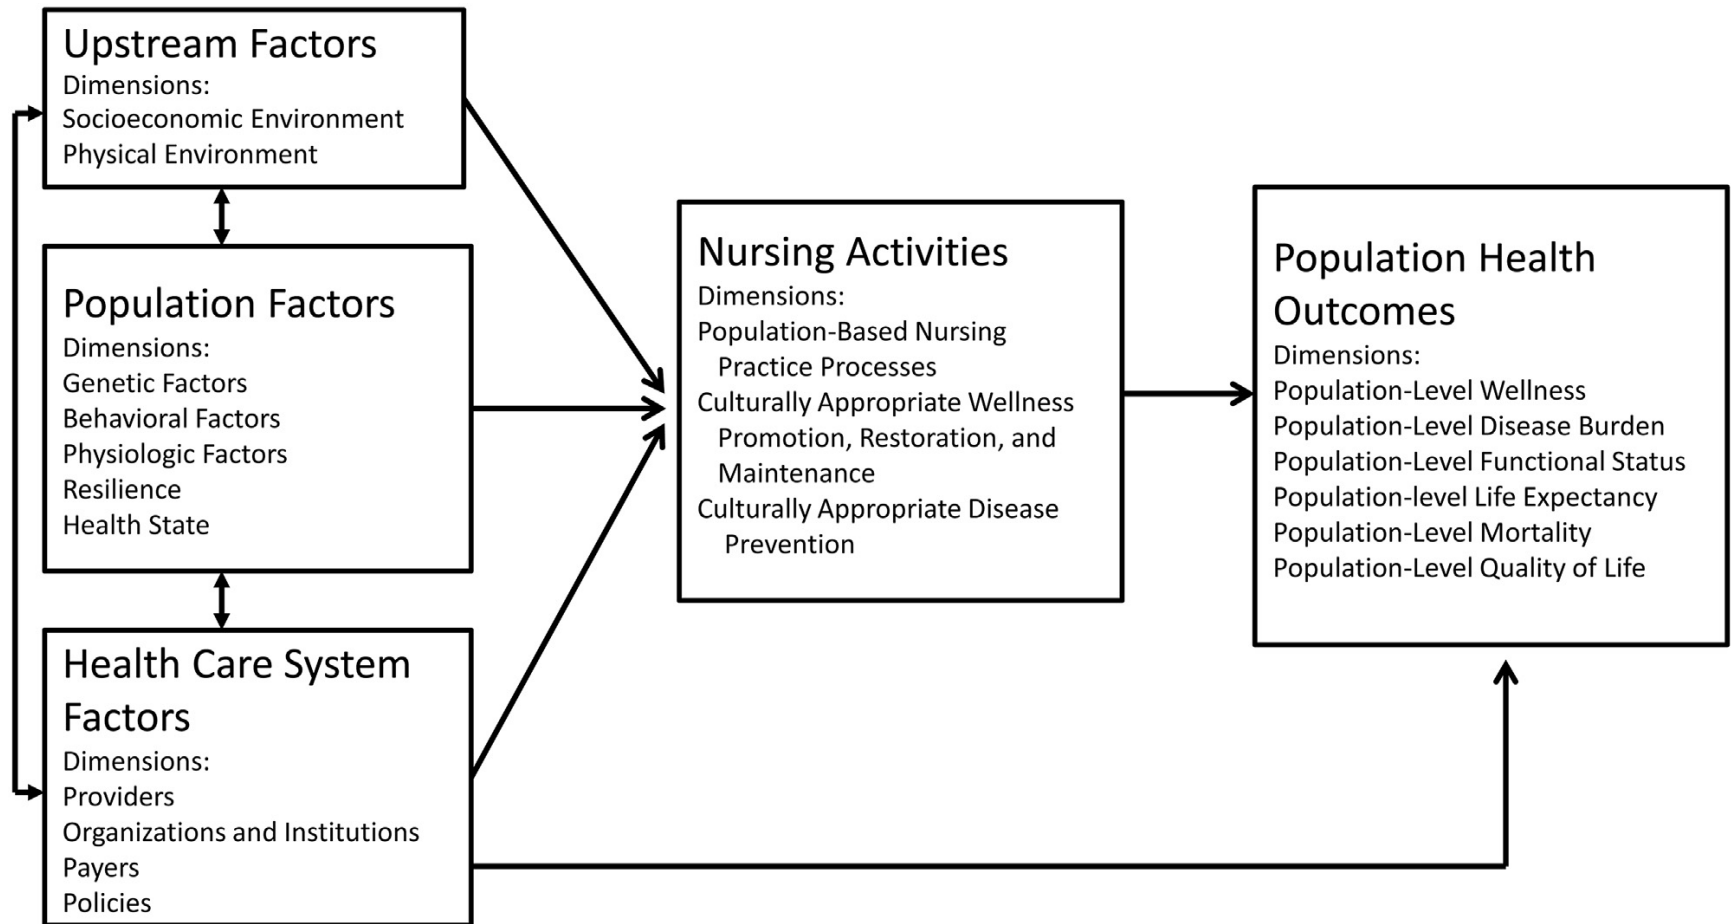 Upstream Factors
Dimensions:
Socioeconomic Environment
Physical Environment
Population Factors
Dimensions:
Genetic Factors
Behavioral Factors
Physiologic Factors
Resilience
Health State
Health Care System
Factors
Dimensions:
Providers
Organizations and Institutions
Payers
Policies
Nursing Activities
Dimensions:
Population-Based Nursing
Practice Processes
Culturally Appropriate Wellness
Promotion, Restoration, and
Maintenance
Culturally Appropriate Disease
Prevention
Population Health
Outcomes
Dimensions:
Population-Level Wellness
Population-Level Disease Burden
Population-Level Functional Status
Population-level Life Expectancy
Population-Level Mortality
Population-Level Quality of Life